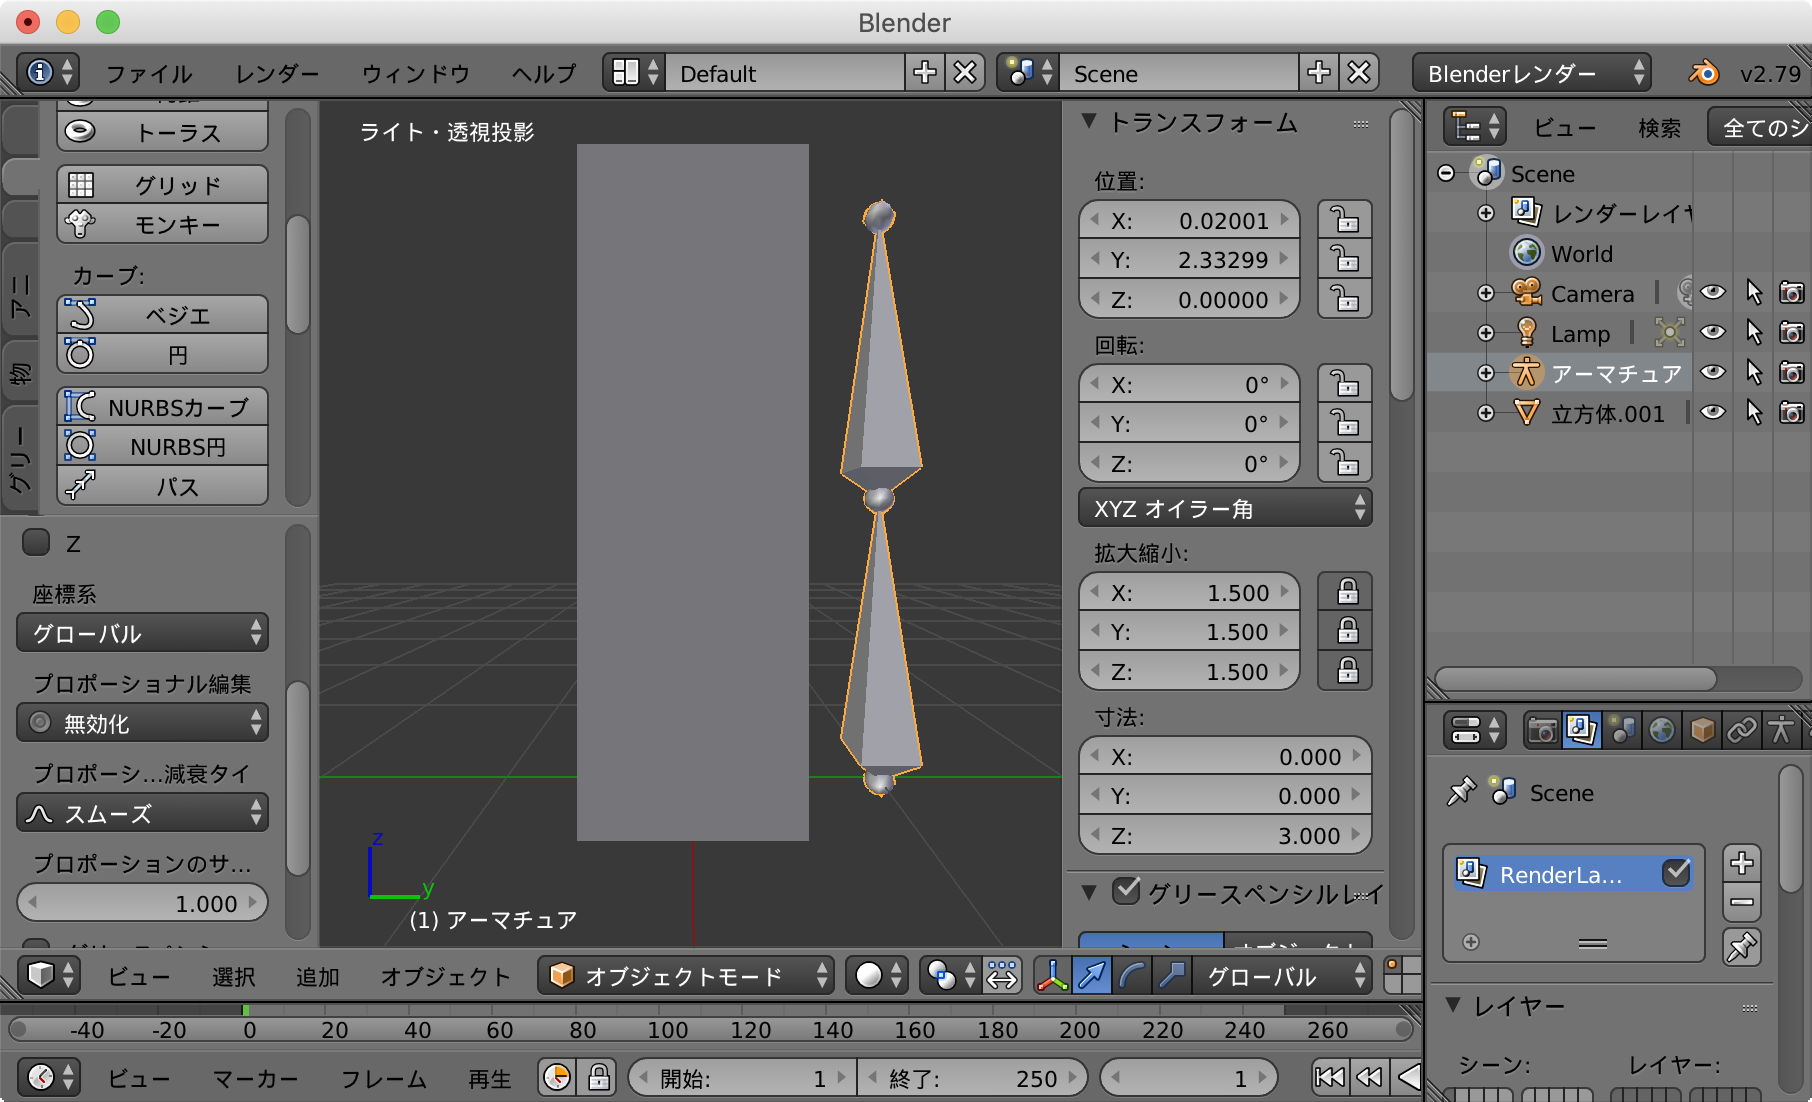 Blender
ファイル レンダー ウィンドウ ヘルプ Default Scene Blenderレンダー v2.79
トーラス
グリッド
モンキー
カーブ:
ベジエ
円
NURBSカーブ
NURBS円
パス
アニ
物
グリー
Z
座標系
グローバル
プロポーショナル編集
無効化
プロポーシ...減衰タイ
スムーズ
プロポーションのサ...
1.000
ライト・透視投影
z
y
(1) アーマチュア
トランスフォーム
位置:
X: 0.02001
Y: 2.33299
Z: 0.00000
回転:
X: 0°
Y: 0°
Z: 0°
XYZ オイラー角
拡大縮小:
X: 1.500
Y: 1.500
Z: 1.500
寸法:
X: 0.000
Y: 0.000
Z: 3.000
グリースペンシルレイ
ビュー 検索 全てのシ
Scene
レンダーレイヤ
World
Camera
Lamp
アーマチュア
立方体.001
Scene
RenderLa...
レイヤー
シーン: レイヤー:
ビュー 選択 追加 オブジェクト オブジェクトモード グローバル
-40 -20 0 20 40 60 80 100 120 140 160 180 200 220 240 260
ビュー マーカー フレーム 再生 開始: 1 終了: 250 1